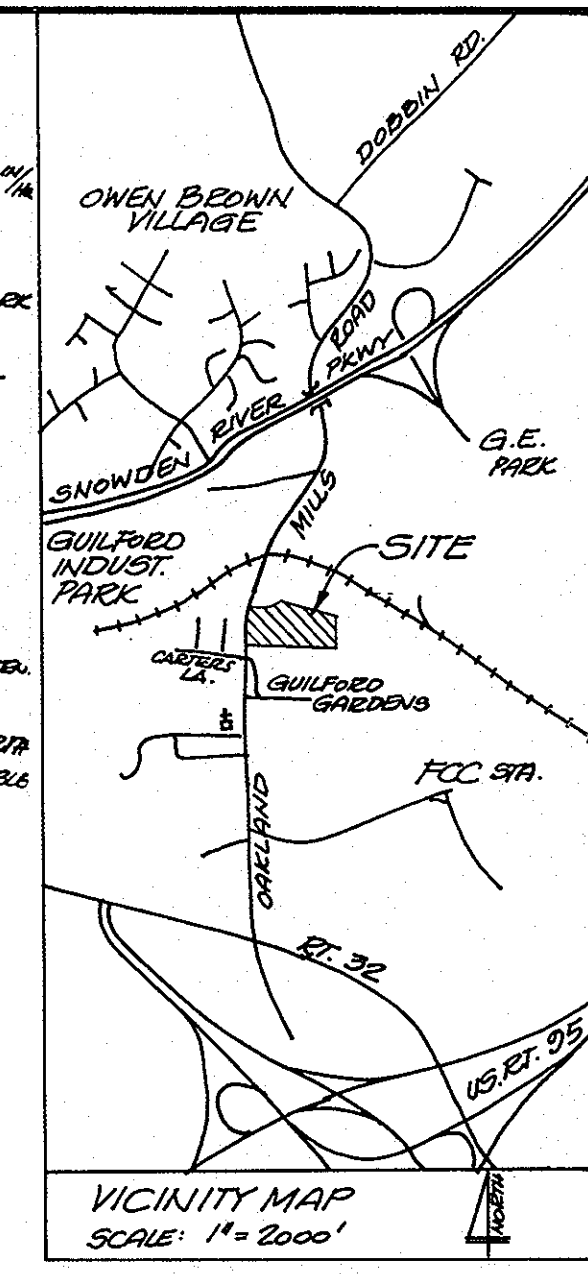 DOBBIN RD.
OWEN BROWN
VILLAGE
ROAD
PKWY
RIVER
SNOWDEN
G.E.
PARK
MILLS
GUILFORD
INDUST.
PARK
SITE
CARTERS
LA.
GUILFORD
GARDENS
FCC STA.
OAKLAND
RT. 32
US.RT. 95
VICINITY MAP
SCALE: 1"= 2000'
NORTH